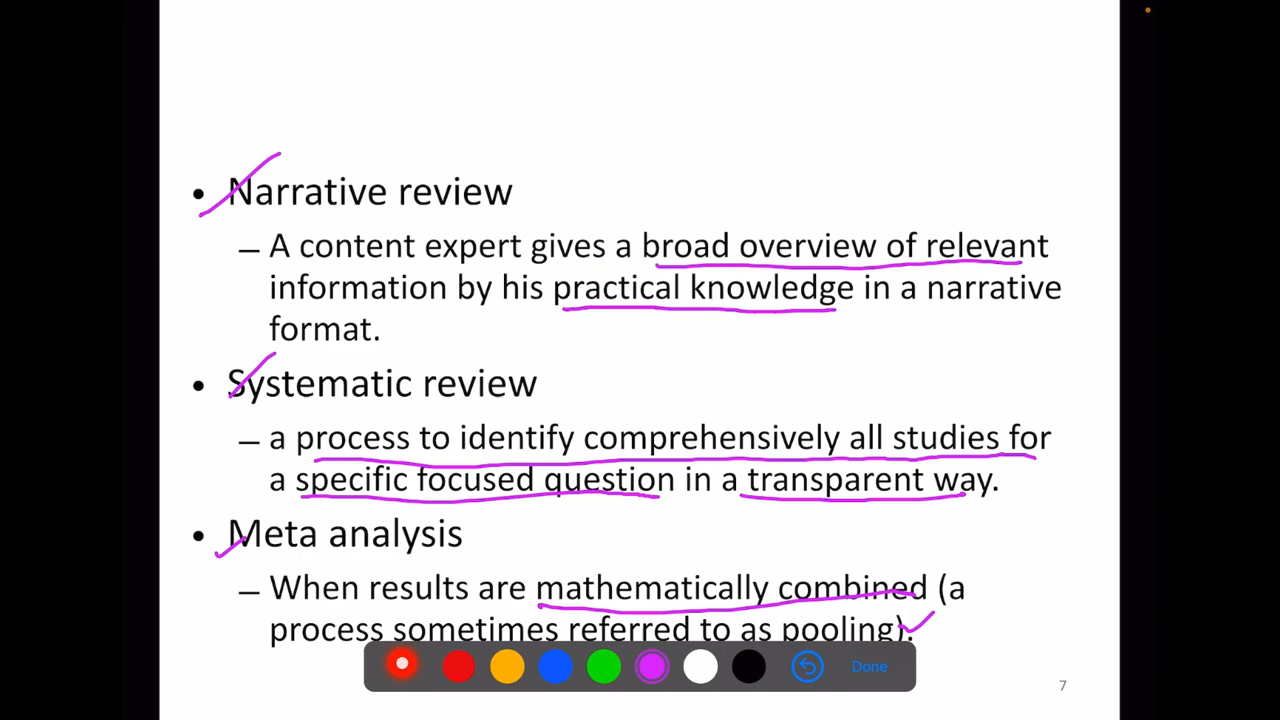 • Narrative review
– A content expert gives a broad overview of relevant
information by his practical knowledge in a narrative
format.
• Systematic review
– a process to identify comprehensively all studies for
a specific focused question in a transparent way.
• Meta analysis
– When results are mathematically combined (a
process sometimes referred to as pooling).
Done
7